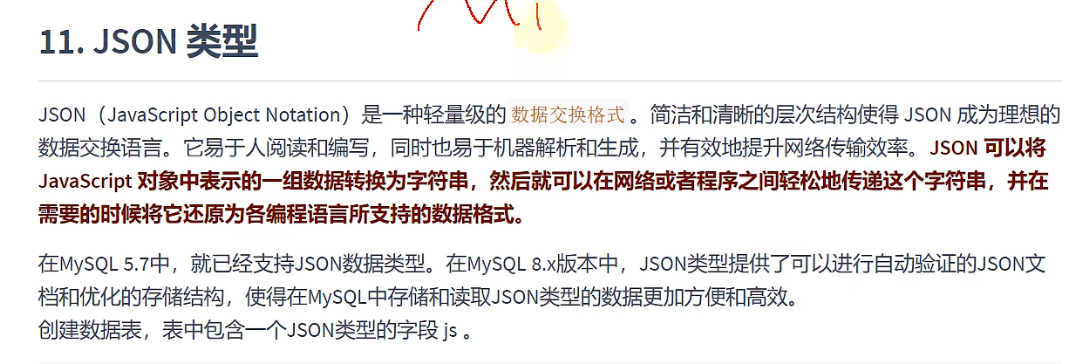 11. JSON 类型
JSON（JavaScript Object Notation）是一种轻量级的 数据交换格式 。简洁和清晰的层次结构使得 JSON 成为理想的
数据交换语言。它易于人阅读和编写，同时也易于机器解析和生成，并有效地提升网络传输效率。JSON 可以将
JavaScript 对象中表示的一组数据转换为字符串，然后就可以在网络或者程序之间轻松地传递这个字符串，并在
需要的时候将它还原为各编程语言所支持的数据格式。
在MySQL 5.7中，就已经支持JSON数据类型。在MySQL 8.x版本中，JSON类型提供了可以进行自动验证的JSON文
档和优化的存储结构，使得在MySQL中存储和读取JSON类型的数据更加方便和高效。
创建数据表，表中包含一个JSON类型的字段 js 。